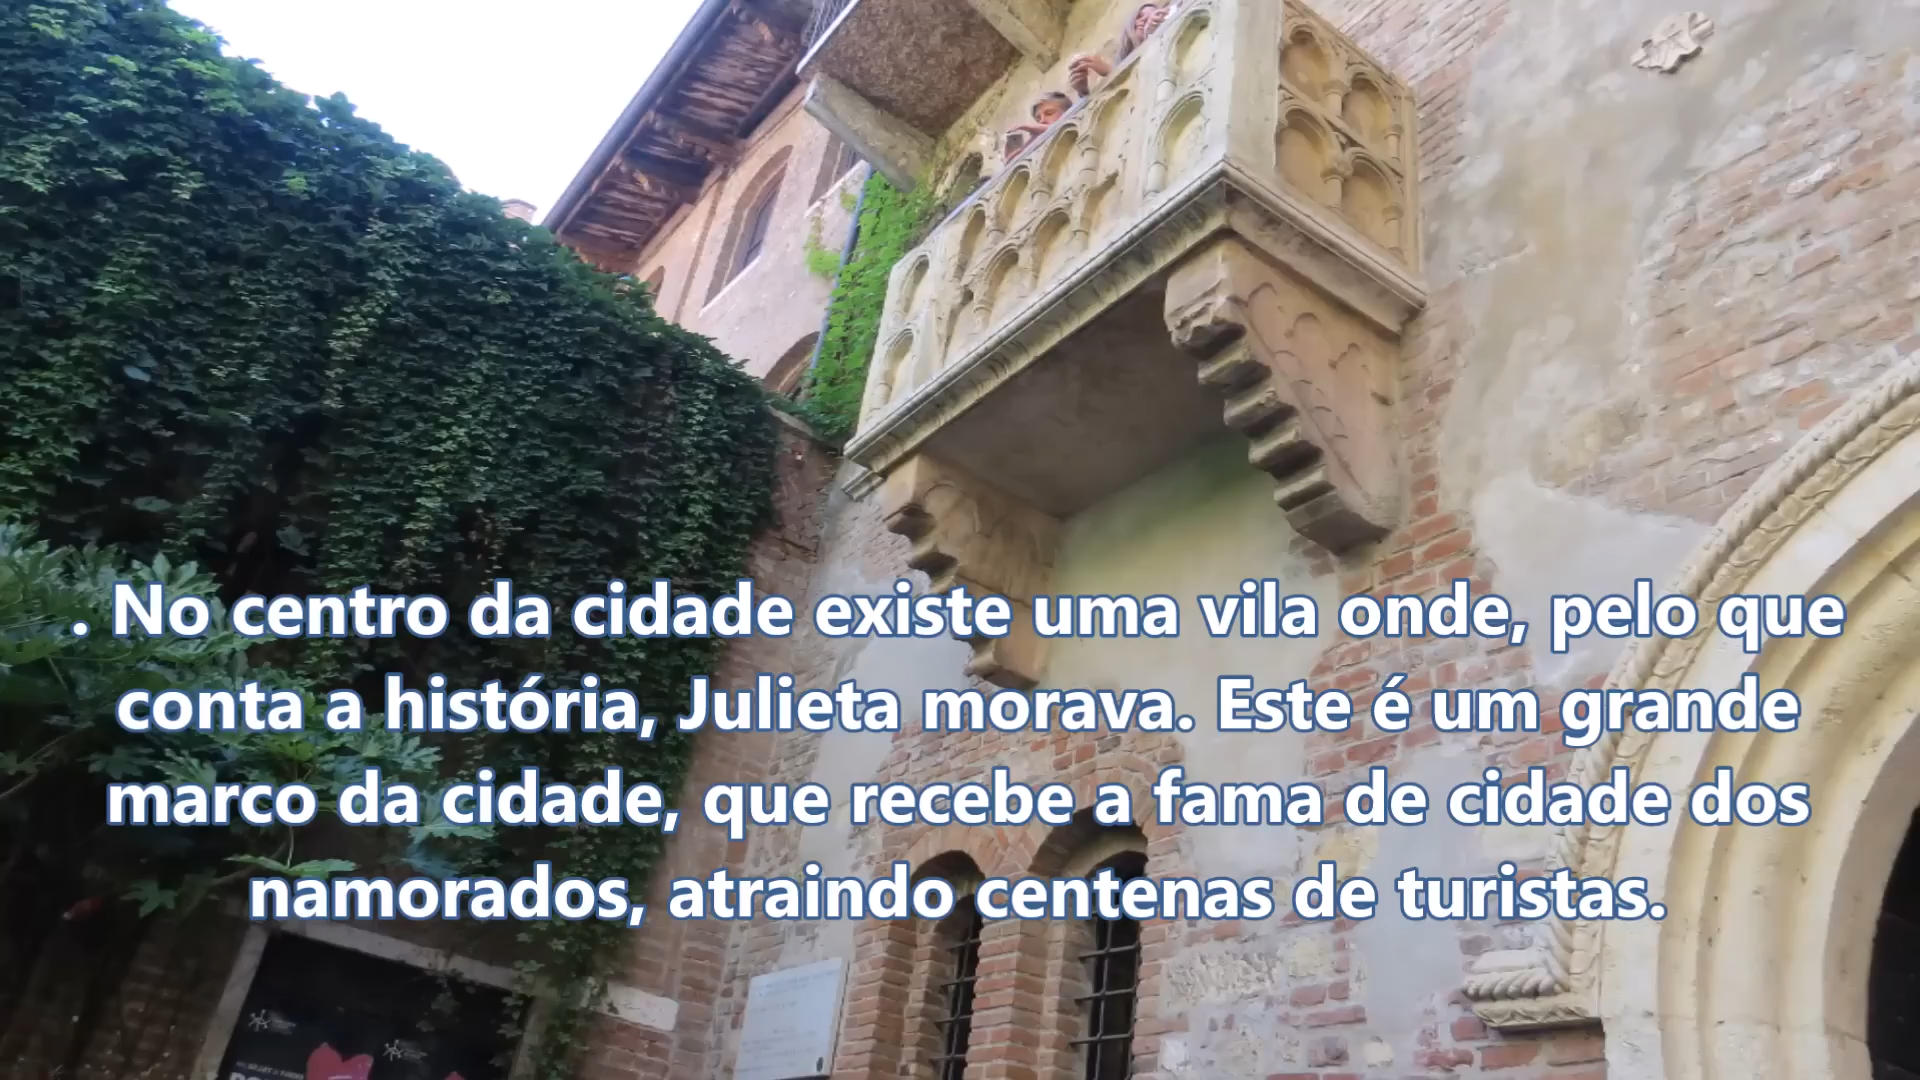 . No centro da cidade existe uma vila onde, pelo que
conta a história, Julieta morava. Este é um grande
marco da cidade, que recebe a fama de cidade dos
namorados, atraindo centenas de turistas.